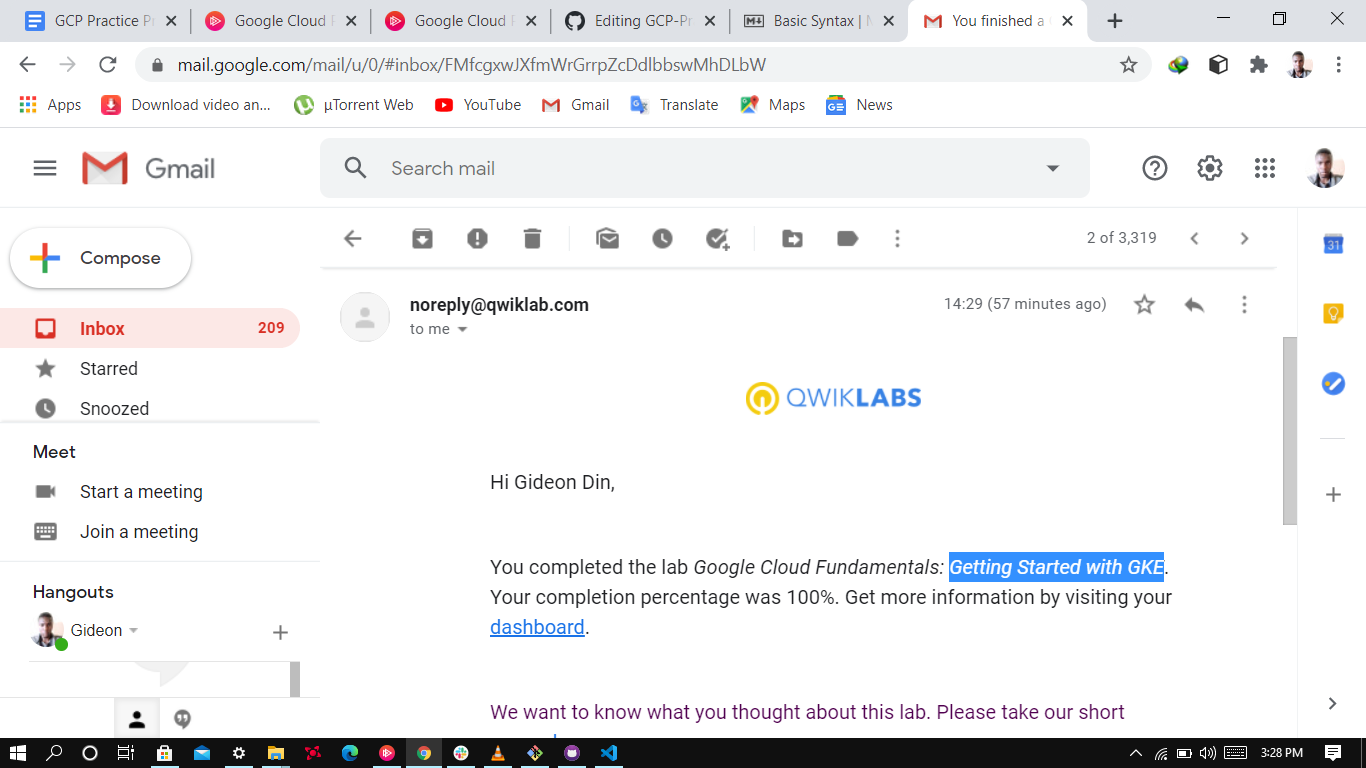 GCP Practice P
Google Cloud
Google Cloud
Editing GCP-Pr
Basic Syntax |
You finished a
mail.google.com/mail/u/0/#inbox/FMfcgxwJXfmWrGrrpZcDdlbbswMhDLbW
Apps
Download video an...
µTorrent Web
YouTube
Gmail
Translate
Maps
News
Gmail
Search mail
Compose
2 of 3,319
31
Inbox 209
Starred
Snoozed
Meet
Start a meeting
Join a meeting
Hangouts
Gideon
noreply@qwiklab.com
14:29 (57 minutes ago)
to me
QWIKLABS
Hi Gideon Din,
You completed the lab Google Cloud Fundamentals: Getting Started with GKE.
Your completion percentage was 100%. Get more information by visiting your
dashboard.
We want to know what you thought about this lab. Please take our short
3:28 PM